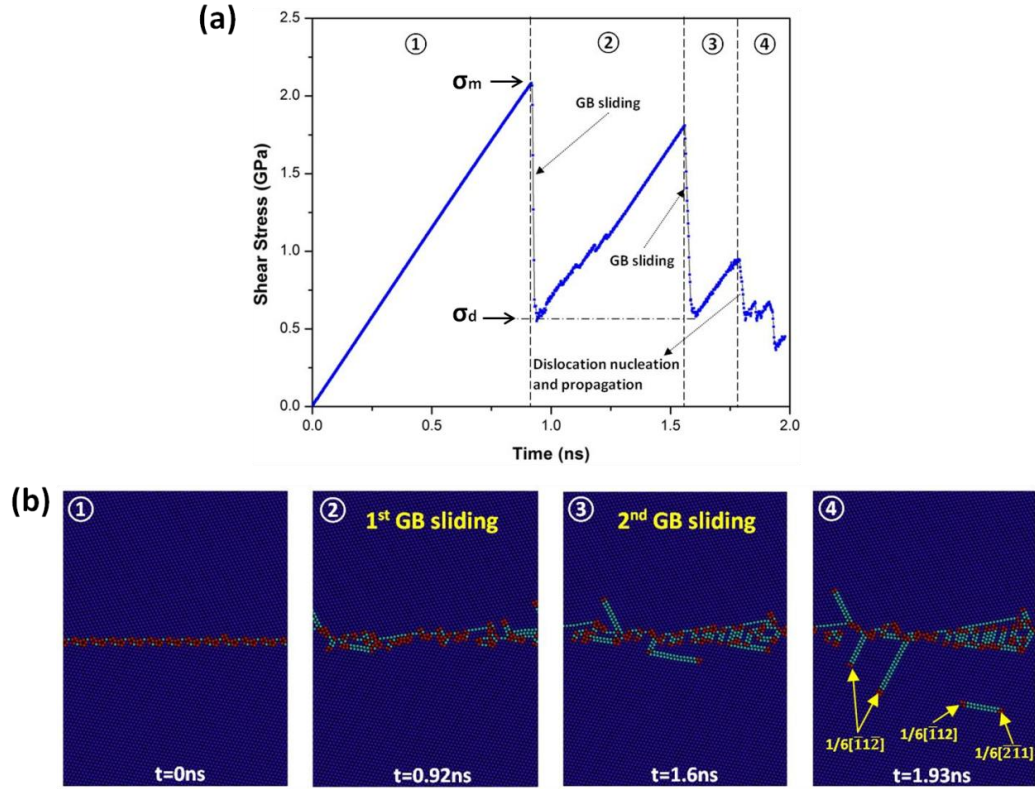 (a)
2.5
2.0
1.5
1.0
0.5
0.0
Shear Stress (GPa)
① ② ③ ④
σm
GB sliding
GB sliding
σd
Dislocation nucleation
and propagation
0.0 0.5 1.0 1.5 2.0
Time (ns)
(b)
①
t=0ns
②
1st GB sliding
t=0.92ns
③
2nd GB sliding
t=1.6ns
④
1/6[1̅12̅]
1/6[1̅12]
1/6[2̅1̅1]
t=1.93ns